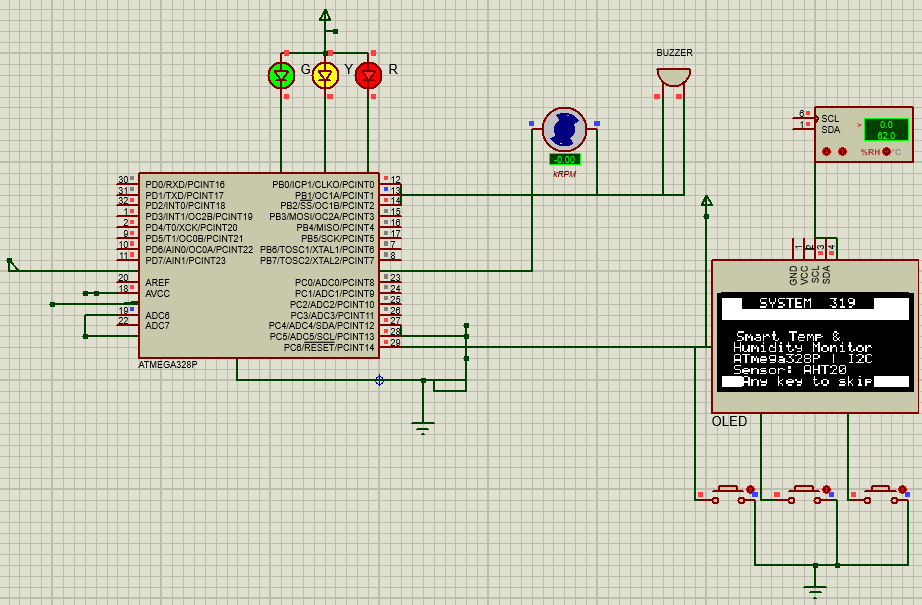 G Y R
BUZZER
-0.00
kRPM
6 SCL
1 SDA
>
0.0
62.0
%RH °C
30 PD0/RXD/PCINT16
31 PD1/TXD/PCINT17
32 PD2/INT0/PCINT18
1 PD3/INT1/OC2B/PCINT19
2 PD4/T0/XCK/PCINT20
9 PD5/T1/OC0B/PCINT21
10 PD6/AIN0/OC0A/PCINT22
11 PD7/AIN1/PCINT23
20 AREF
18 AVCC
19 ADC6
22 ADC7
PB0/ICP1/CLKO/PCINT0 12
PB1/OC1A/PCINT1 13
PB2/SS/OC1B/PCINT2 14
PB3/MOSI/OC2A/PCINT3 15
PB4/MISO/PCINT4 16
PB5/SCK/PCINT5 17
PB6/TOSC1/XTAL1/PCINT6 7
PB7/TOSC2/XTAL2/PCINT7 8
PC0/ADC0/PCINT8 23
PC1/ADC1/PCINT9 24
PC2/ADC2/PCINT10 25
PC3/ADC3/PCINT11 26
PC4/ADC4/SDA/PCINT12 27
PC5/ADC5/SCL/PCINT13 28
PC6/RESET/PCINT14 29
ATMEGA328P
1 2 3 4
GND VCC SCL SDA
SYSTEM 319
Smart Temp &
Humidity Monitor
ATmega328P | I2C
Sensor: AHT20
Any key to skip
OLED